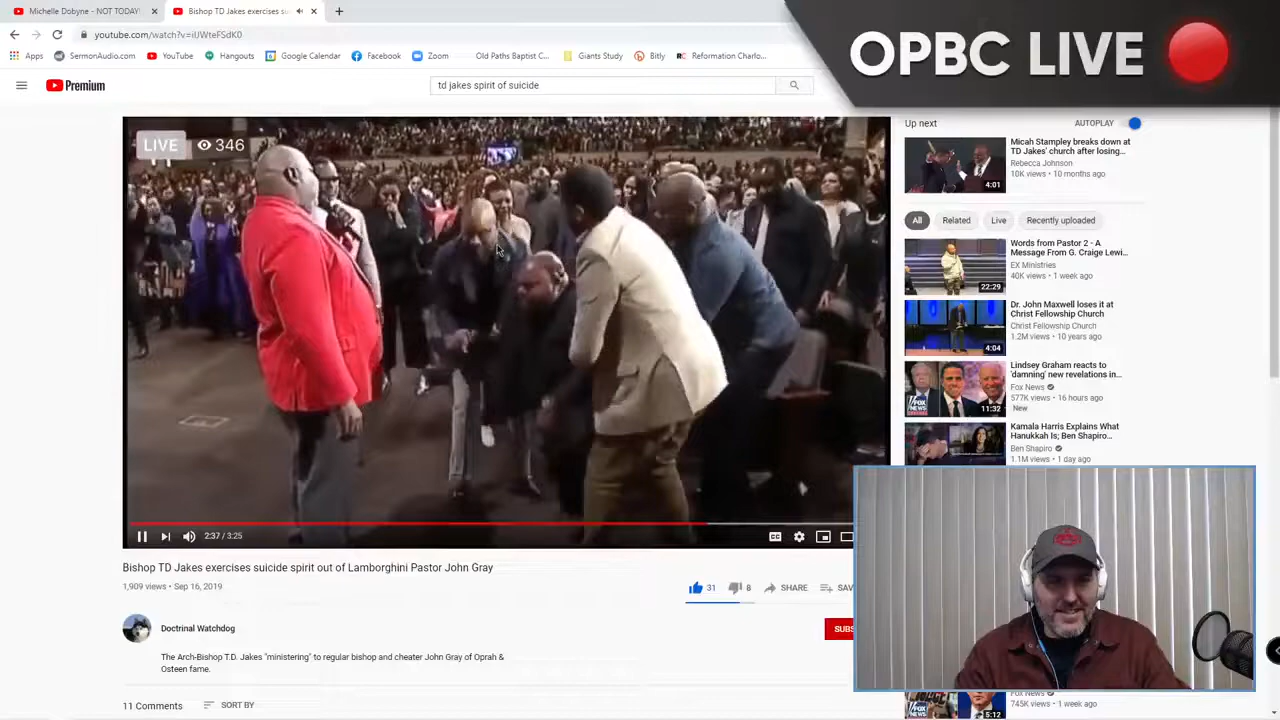 Michelle Dobyne - NOT TODAY!
Bishop TD Jakes exercises sui
OPBC LIVE
youtube.com/watch?v=iIJWteFSdK0
Apps
SermonAudio.com
YouTube
Hangouts
Google Calendar
Facebook
Zoom
Old Paths Baptist C...
Giants Study
Bitly
Reformation Charlo...
Premium
td jakes spirit of suicide
LIVE 346
Up next
AUTOPLAY
Micah Stampley breaks down at
TD Jakes' church after losing...
Rebecca Johnson
10K views • 10 months ago
4:01
All
Related
Live
Recently uploaded
Words from Pastor 2 - A
Message From G. Craige Lewi...
EX Ministries
40K views • 1 week ago
22:29
Dr. John Maxwell loses it at
Christ Fellowship Church
Christ Fellowship Church
1.2M views • 10 years ago
4:04
Lindsey Graham reacts to
'damning' new revelations in...
Fox News
577K views • 16 hours ago
New
11:32
Kamala Harris Explains What
Hanukkah Is; Ben Shapiro...
Ben Shapiro
1.1M views • 1 day ago
2:37 / 3:25
Bishop TD Jakes exercises suicide spirit out of Lamborghini Pastor John Gray
1,909 views • Sep 16, 2019
31
8
SHARE
SAV
Doctrinal Watchdog
SUBS
The Arch-Bishop T.D. Jakes "ministering" to regular bishop and cheater John Gray of Oprah &
Osteen fame.
11 Comments
SORT BY
Fox News
745K views • 1 week ago
5:12